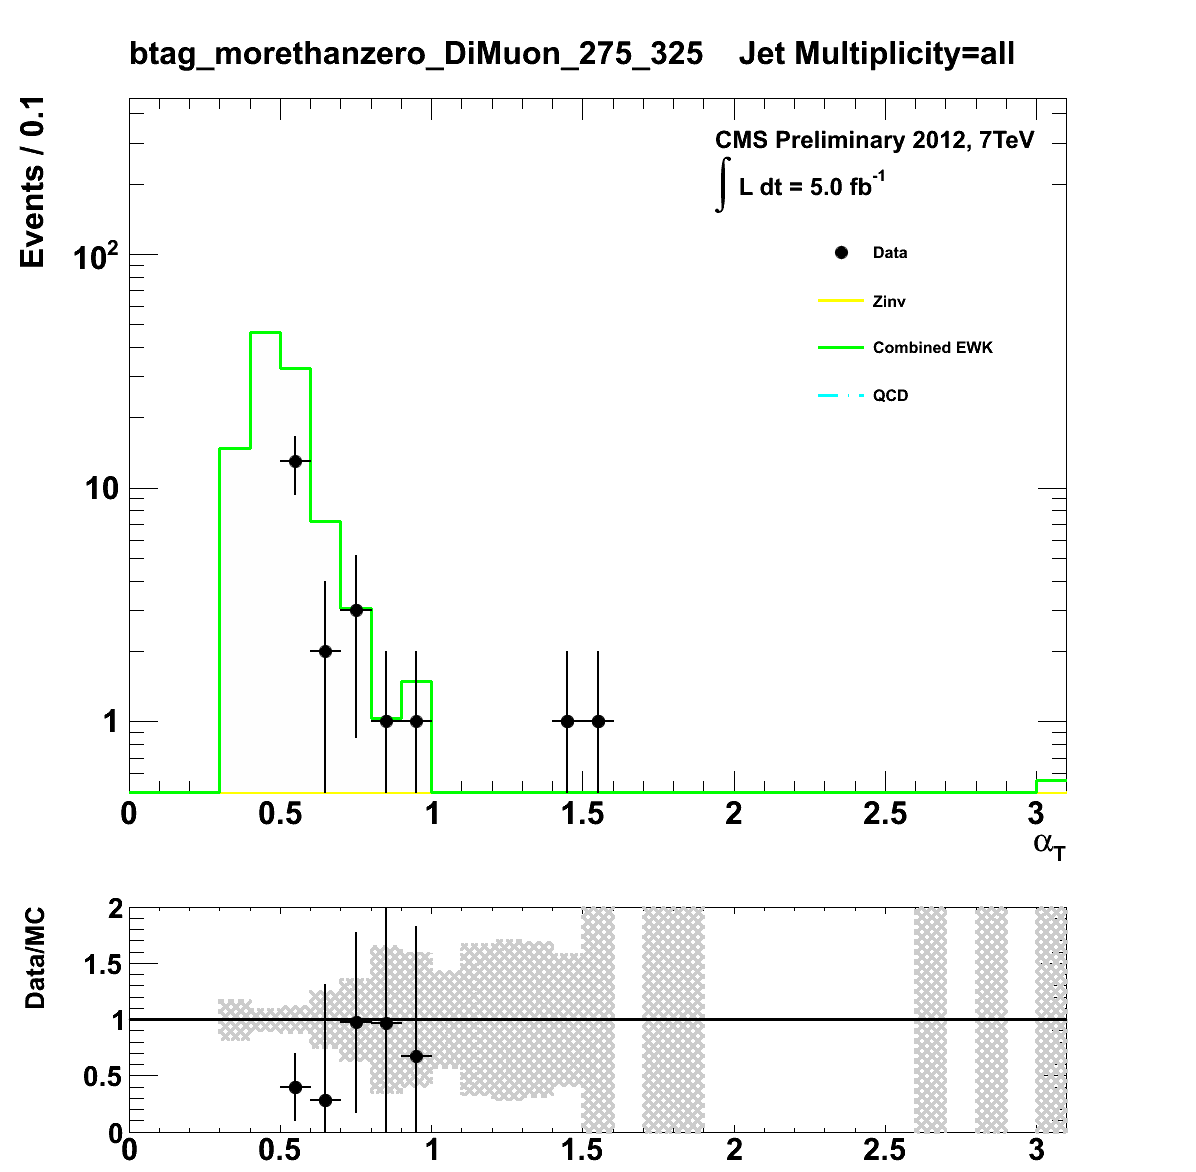 btag_morethanzero_DiMuon_275_325 Jet Multiplicity=all
Events / 0.1
CMS Preliminary 2012, 7TeV
∫ L dt = 5.0 fb⁻¹
Data
Zinv
Combined EWK
QCD
10²
10
1
0 0.5 1 1.5 2 2.5 3
α_T
Data/MC
2
1.5
1
0.5
0
0 0.5 1 1.5 2 2.5 3